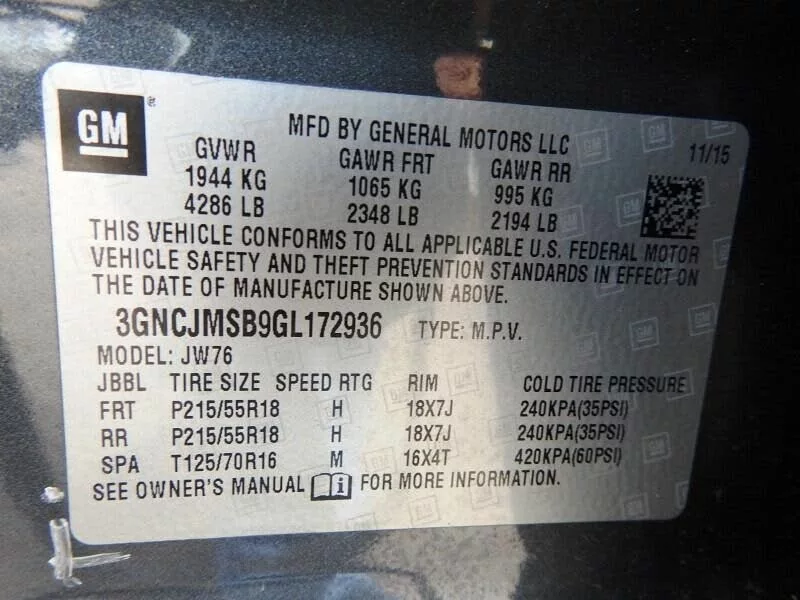 GM ®
MFD BY GENERAL MOTORS LLC 11/15
GVWR GAWR FRT GAWR RR
1944 KG 1065 KG 995 KG
4286 LB 2348 LB 2194 LB
THIS VEHICLE CONFORMS TO ALL APPLICABLE U.S. FEDERAL MOTOR
VEHICLE SAFETY AND THEFT PREVENTION STANDARDS IN EFFECT ON
THE DATE OF MANUFACTURE SHOWN ABOVE.
3GNCJMSB9GL172936 TYPE: M.P.V.
MODEL: JW76
JBBL TIRE SIZE SPEED RTG RIM COLD TIRE PRESSURE
FRT P215/55R18 H 18X7J 240KPA(35PSI)
RR P215/55R18 H 18X7J 240KPA(35PSI)
SPA T125/70R16 M 16X4T 420KPA(60PSI)
SEE OWNER'S MANUAL i FOR MORE INFORMATION.